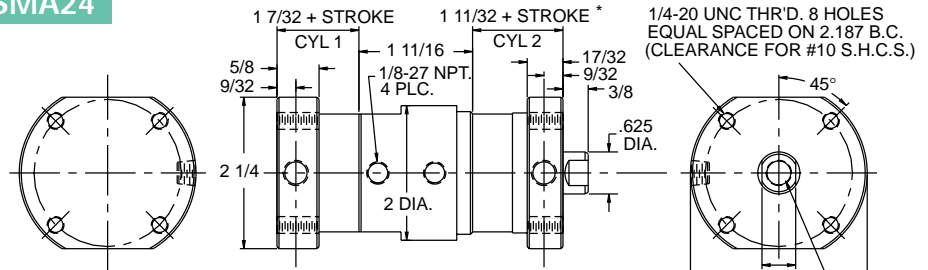 SMA24
1 7/32 + STROKE
CYL 1
1 11/16
1 11/32 + STROKE *
CYL 2
5/8
9/32
1/8-27 NPT.
4 PLC.
17/32
9/32
3/8
.625
DIA.
2 1/4
2 DIA.
1/4-20 UNC THR'D. 8 HOLES
EQUAL SPACED ON 2.187 B.C.
(CLEARANCE FOR #10 S.H.C.S.)
45°